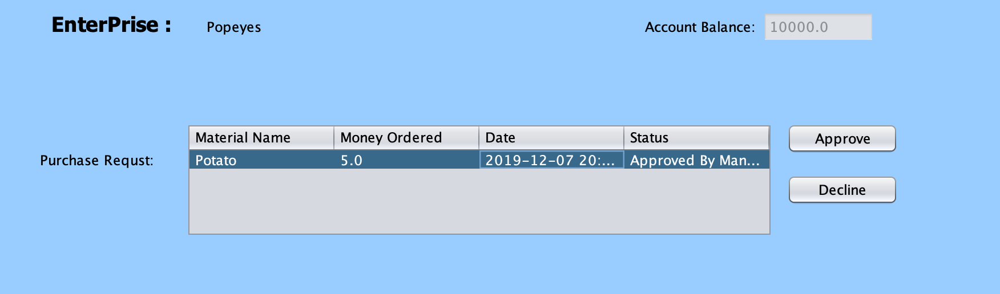 EnterPrise : Popeyes Account Balance: 10000.0
Material Name Money Ordered Date Status Approve
Purchase Requst: Potato 5.0 2019-12-07 20:... Approved By Man...
Decline